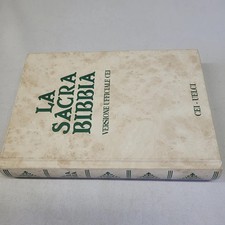 LA
SACRA
BIBBIA
VERSIONE UFFICIALE CEI
CEI - UELCI